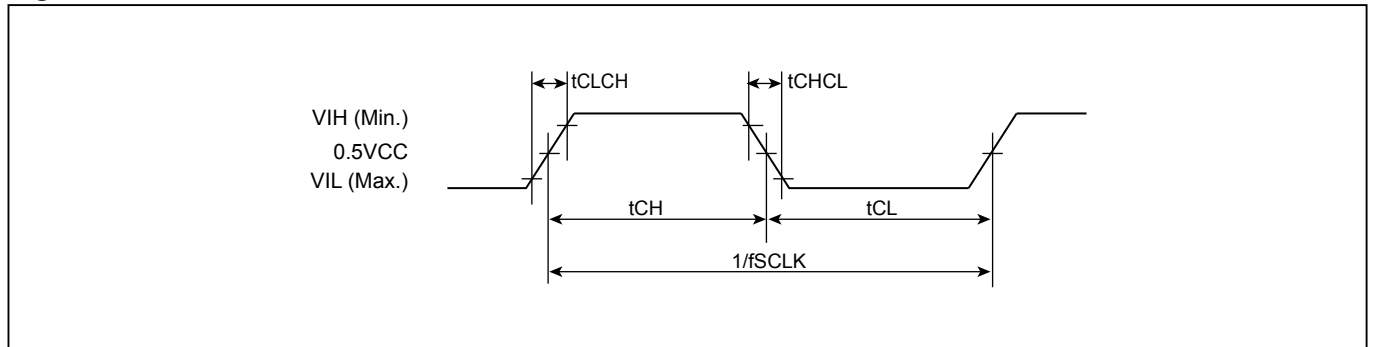 tCLCH
tCHCL
VIH (Min.)
0.5VCC
VIL (Max.)
tCH
tCL
1/fSCLK